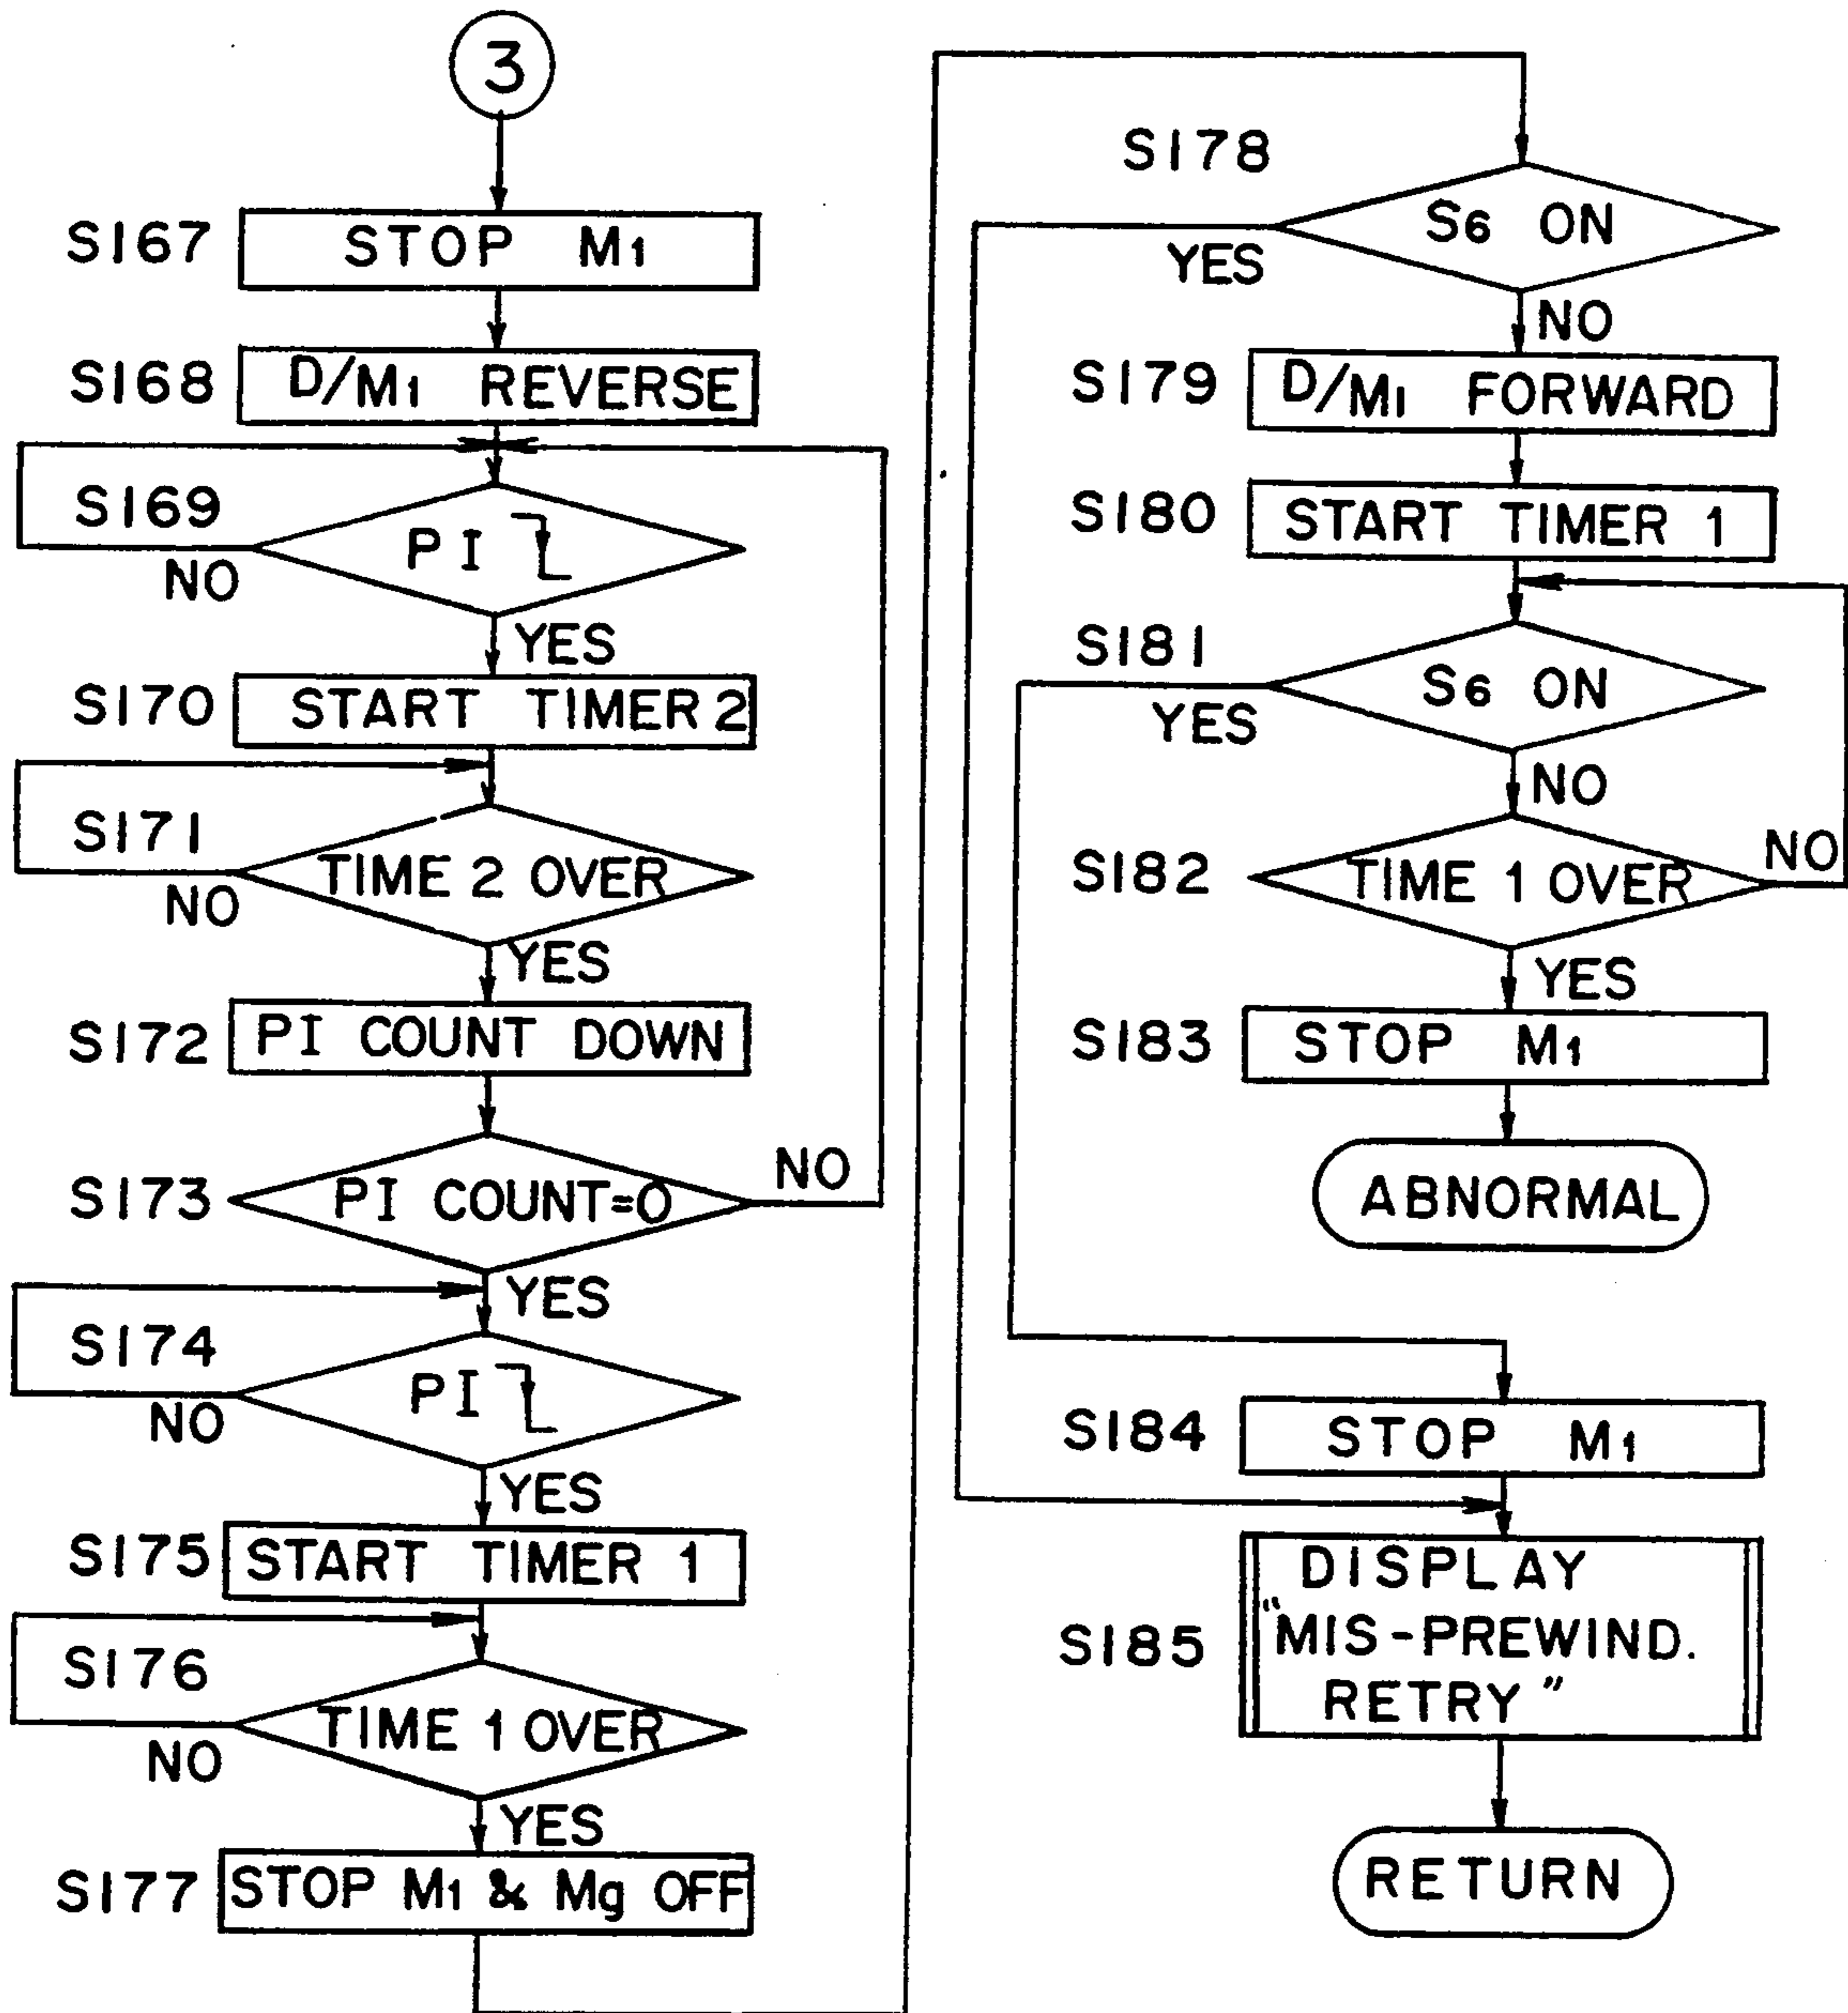 3
S167 STOP M1
S168 D/M1 REVERSE
S169
PI
NO
YES
S170 START TIMER 2
S171
TIME 2 OVER
NO
YES
S172 PI COUNT DOWN
S173 PI COUNT=0 NO
YES
S174
PI
NO
YES
S175 START TIMER 1
S176
TIME 1 OVER
NO
YES
S177 STOP M1 & Mg OFF
S178
S6 ON
YES
NO
S179 D/M1 FORWARD
S180 START TIMER 1
S181
S6 ON
YES
NO
S182 TIME 1 OVER NO
YES
S183 STOP M1
ABNORMAL
S184 STOP M1
S185
DISPLAY
"MIS-PREWIND.
RETRY"
RETURN